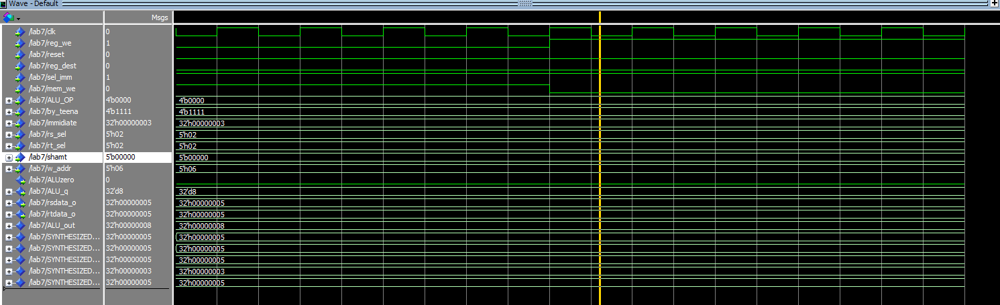 Wave - Default
Msgs
/lab7/clk 0
/lab7/reg_we 1
/lab7/reset 0
/lab7/reg_dest 0
/lab7/sel_imm 1
/lab7/mem_we 0
/lab7/ALU_OP 4'b0000 4'b0000
/lab7/by_teena 4'b1111 4'b1111
/lab7/immidiate 32'h00000003 32'h00000003
/lab7/rs_sel 5'h02 5'h02
/lab7/rt_sel 5'h02 5'h02
/lab7/shamt 5'b00000 5'b00000
/lab7/w_addr 5'h06 5'h06
/lab7/ALUzero 0
/lab7/ALU_q 32'd8 32'd8
/lab7/rsdata_o 32'h00000005 32'h00000005
/lab7/rtdata_o 32'h00000005 32'h00000005
/lab7/ALU_out 32'h00000008 32'h00000008
/lab7/SYNTHESIZED... 32'h00000005 32'h00000005
/lab7/SYNTHESIZED... 32'h00000005 32'h00000005
/lab7/SYNTHESIZED... 32'h00000005 32'h00000005
/lab7/SYNTHESIZED... 32'h00000003 32'h00000003
/lab7/SYNTHESIZED... 32'h00000005 32'h00000005